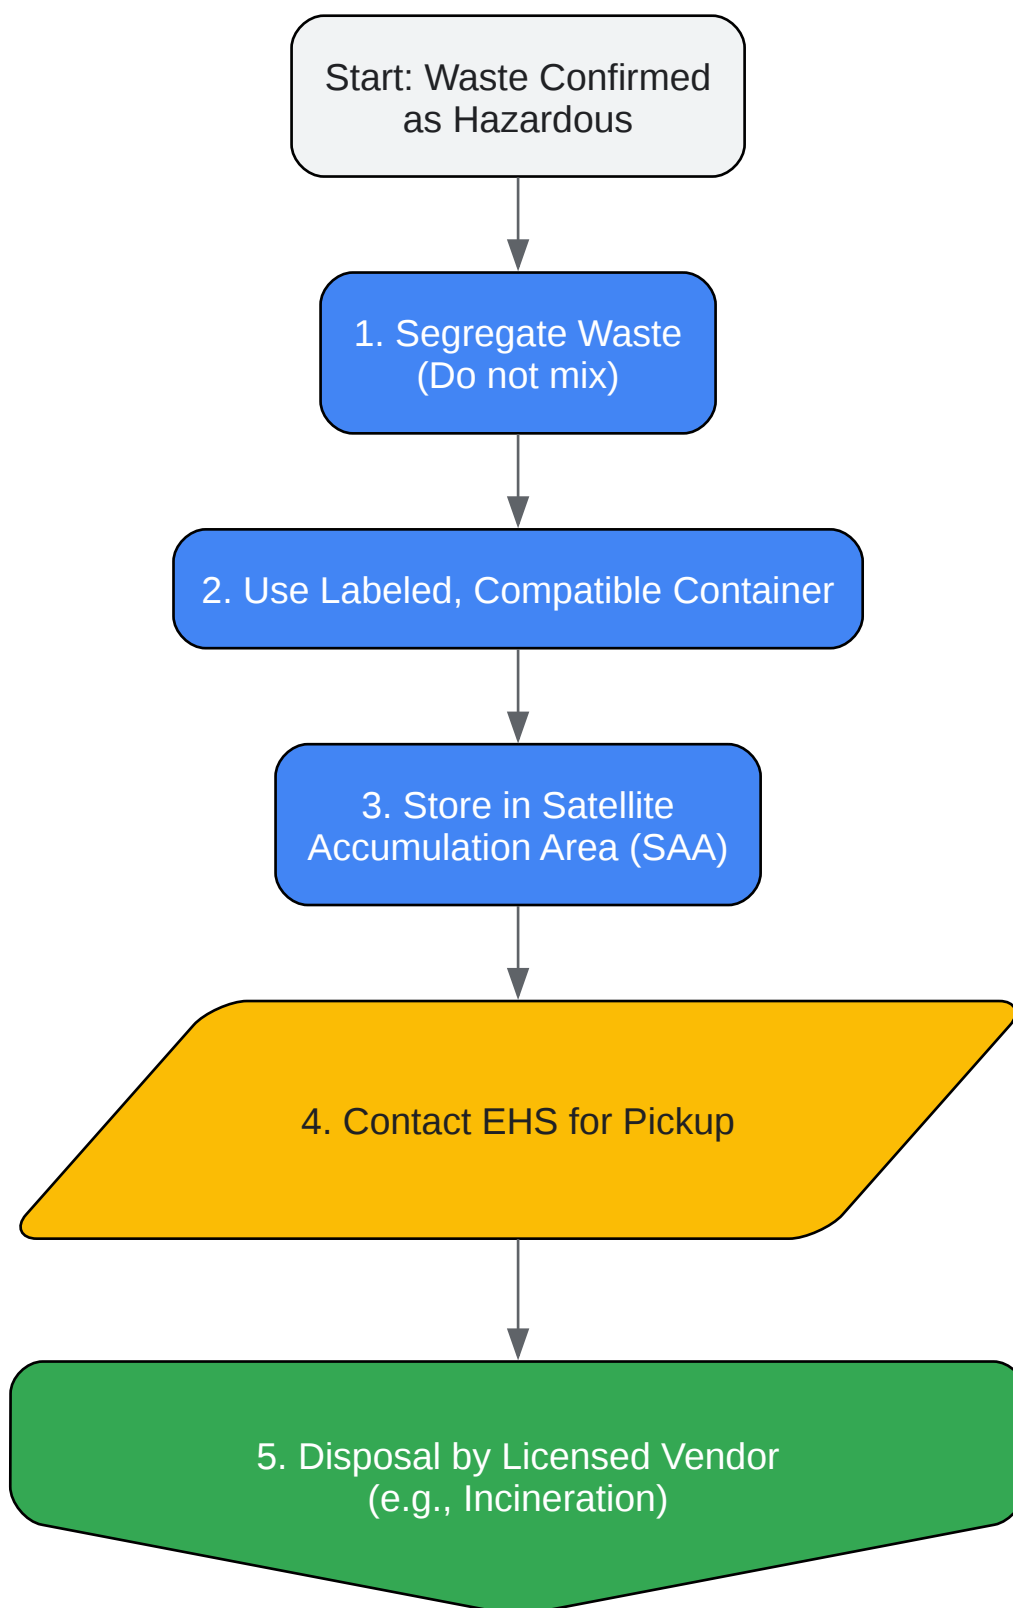 Start: Waste Confirmed
as Hazardous
1. Segregate Waste
(Do not mix)
2. Use Labeled, Compatible Container
3. Store in Satellite
Accumulation Area (SAA)
4. Contact EHS for Pickup
5. Disposal by Licensed Vendor
(e.g., Incineration)